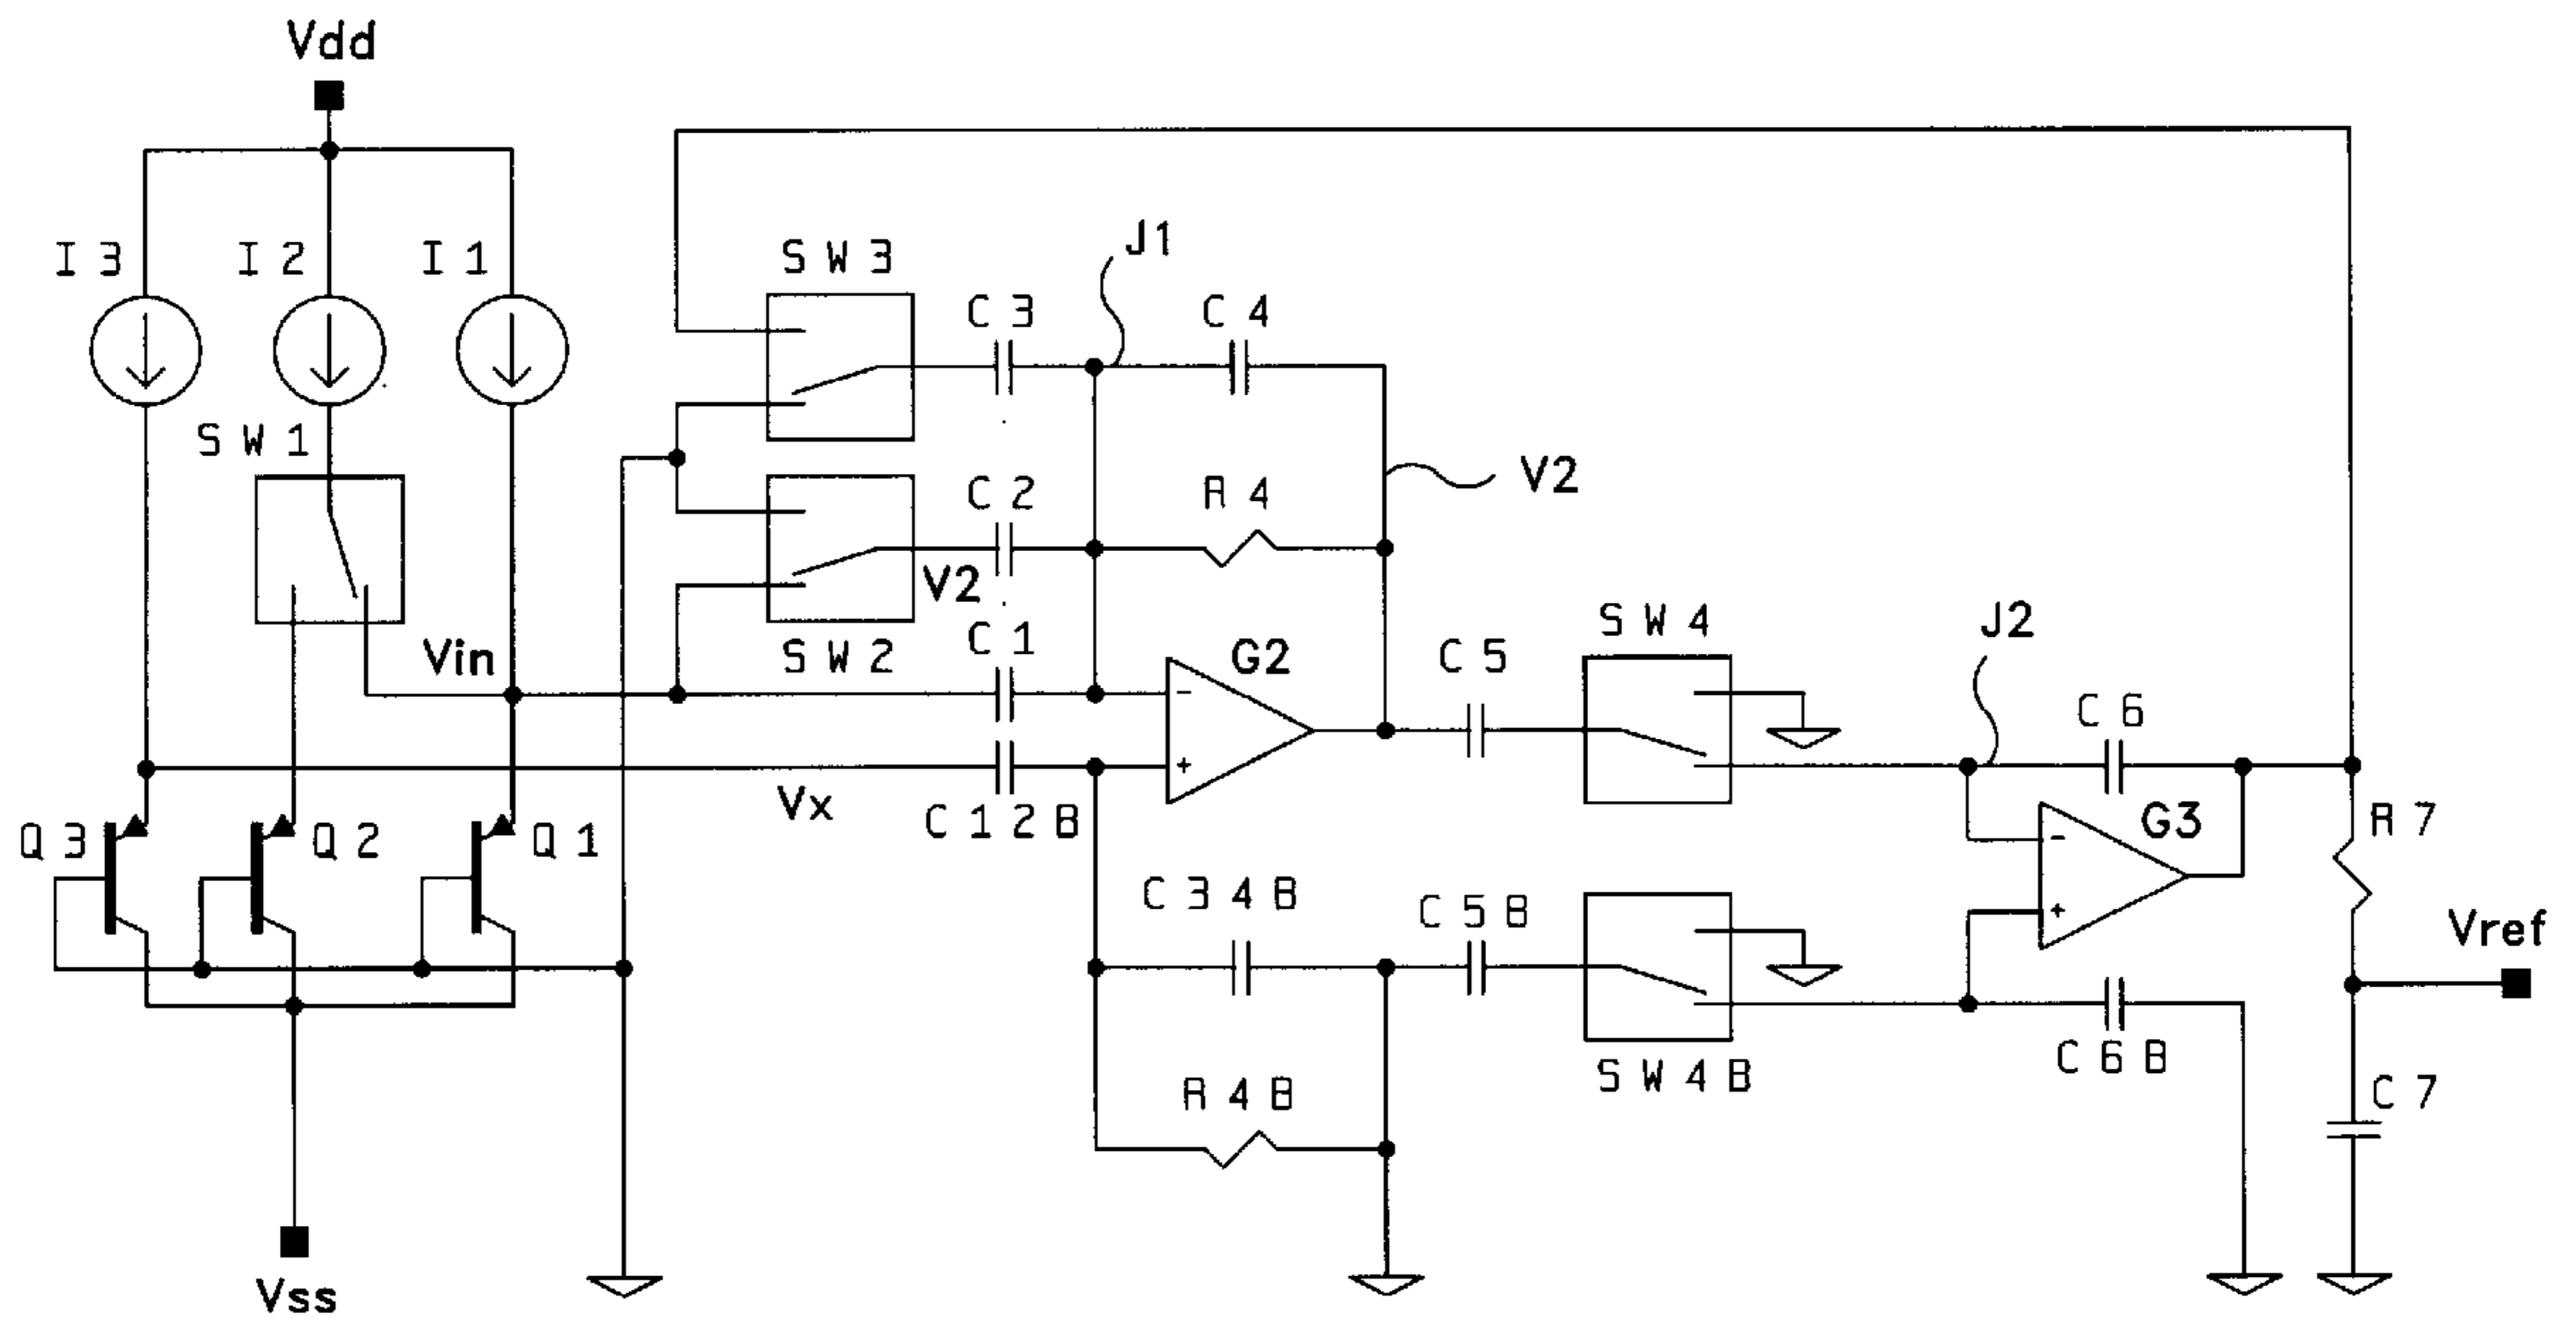 Vdd
J1
I3 I2 I1 SW3
C3 C4
SW1 V2
C2 R4
V2
Vin SW2 C1 G2 C5 SW4 J2
C6
Vx
C12B
Q3 Q2 Q1 G3 R7
- + - +
C34B C5B Vref
SW4B C6B
R4B C7
Vss